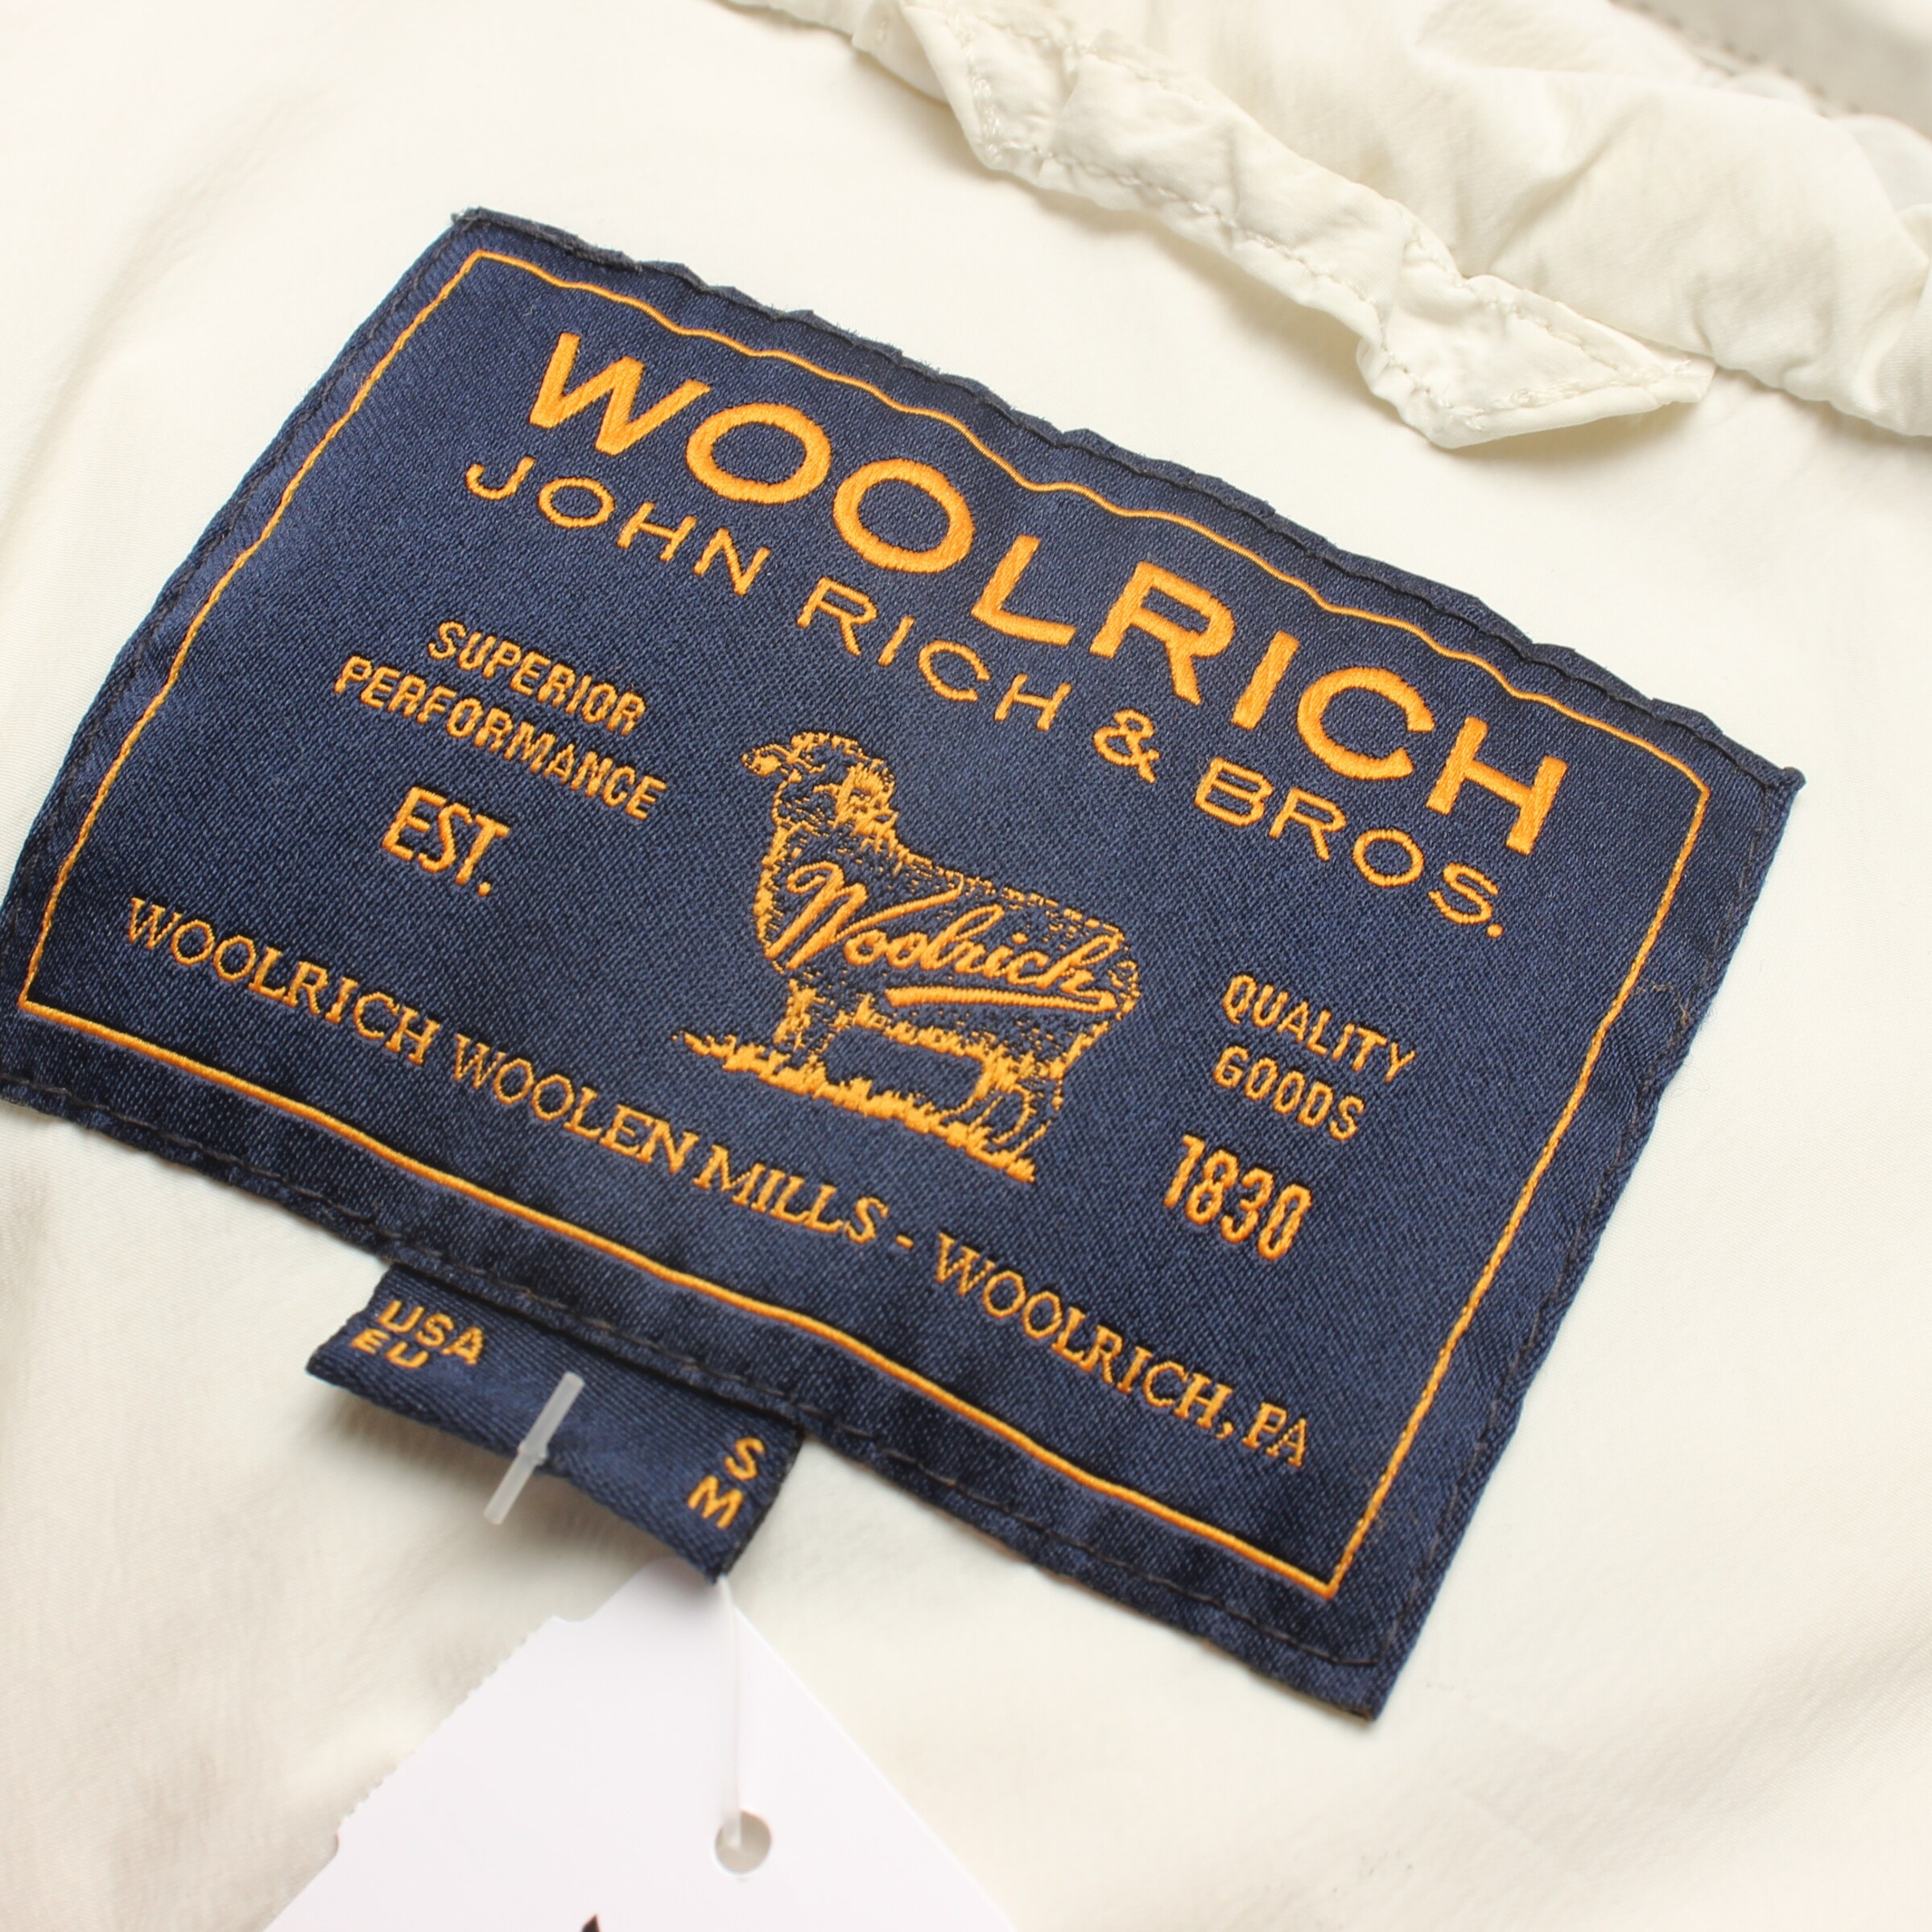 WOOLRICH
JOHN RICH & BROS.
SUPERIOR
PERFORMANCE
EST.
Woolrich
QUALITY
GOODS
1830
WOOLRICH WOOLEN MILLS - WOOLRICH, PA
USA S
EU M